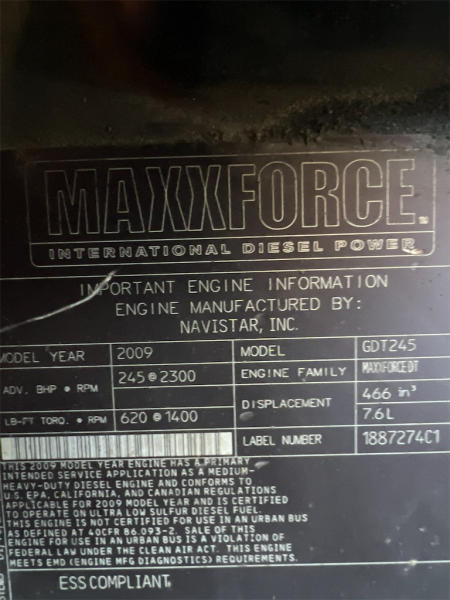 MAXXFORCE
INTERNATIONAL DIESEL POWER
IMPORTANT ENGINE INFORMATION
ENGINE MANUFACTURED BY:
NAVISTAR, INC.
MODEL YEAR 2009 MODEL GDT245
ADV. BHP • RPM 245@2300 ENGINE FAMILY MAXXFORCE DT
LB-FT TORQ. • RPM 620@1400 DISPLACEMENT 466 in³ 7.6L
LABEL NUMBER 1887274C1
THIS 2009 MODEL YEAR ENGINE HAS A PRIMARY
INTENDED SERVICE APPLICATION AS A MEDIUM-
HEAVY-DUTY DIESEL ENGINE AND CONFORMS TO
U.S. EPA, CALIFORNIA, AND CANADIAN REGULATIONS
APPLICABLE FOR 2009 MODEL YEAR AND IS CERTIFIED
TO OPERATE ON ULTRA LOW SULFUR DIESEL FUEL.
THIS ENGINE IS NOT CERTIFIED FOR USE IN AN URBAN BUS
AS DEFINED AT 40CFR 86.093-2. SALE OF THIS
ENGINE FOR USE IN AN URBAN BUS IS A VIOLATION OF
FEDERAL LAW UNDER THE CLEAN AIR ACT. THIS ENGINE
MEETS EMD (ENGINE MFG DIAGNOSTICS) REQUIREMENTS.
ESS COMPLIANT